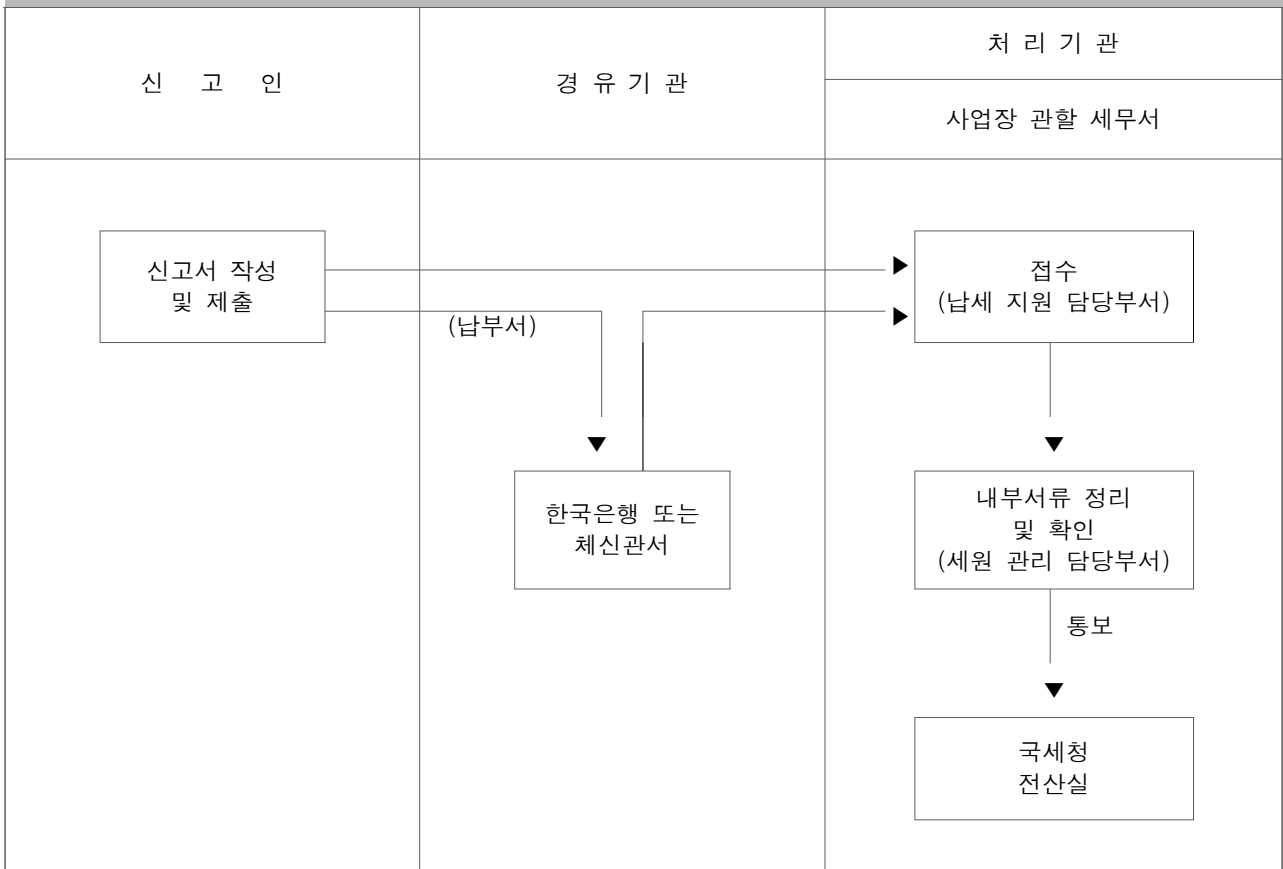 신 고 인
경 유 기 관
처 리 기 관
사업장 관할 세무서
신고서 작성
및 제출
(납부서)
접수
(납세 지원 담당부서)
한국은행 또는
체신관서
내부서류 정리
및 확인
(세원 관리 담당부서)
통보
국세청
전산실